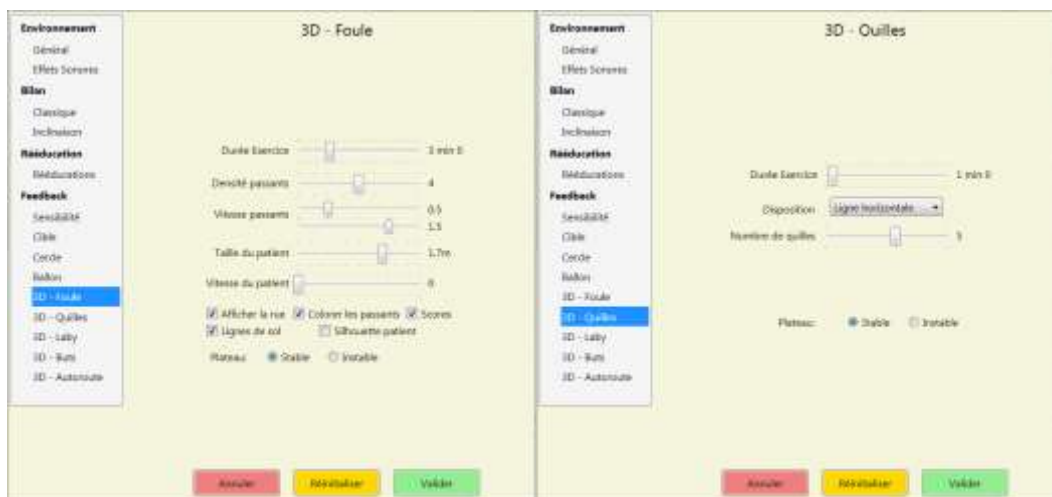 Environnement
Général
Effets Sonores
Bilan
Classique
Inclinaison
Rééducation
Rééducations
Feedback
Sensibilité
Cible
Cercle
Ballon
3D - Foule
3D - Quilles
3D - Laby
3D - Buts
3D - Autoroute
3D - Foule
Durée Exercice
Densité passants 4
Vitesse passants 0.5
1.5
Taille du patient 1.7m
Vitesse du patient 0
Afficher la rue Colorer les passants Scores
Lignes de sol Silhouette patient
Plateau: Stable Instable
Annuler Réinitialiser Valider
Environnement
Général
Effets Sonores
Bilan
Classique
Inclinaison
Rééducation
Rééducations
Feedback
Sensibilité
Cible
Cercle
Ballon
3D - Foule
3D - Quilles
3D - Laby
3D - Buts
3D - Autoroute
3D - Quilles
Durée Exercice 1 min 0
Disposition Ligne horizontale
Nombre de quilles 5
Plateau: Stable Instable
Annuler Réinitialiser Valider